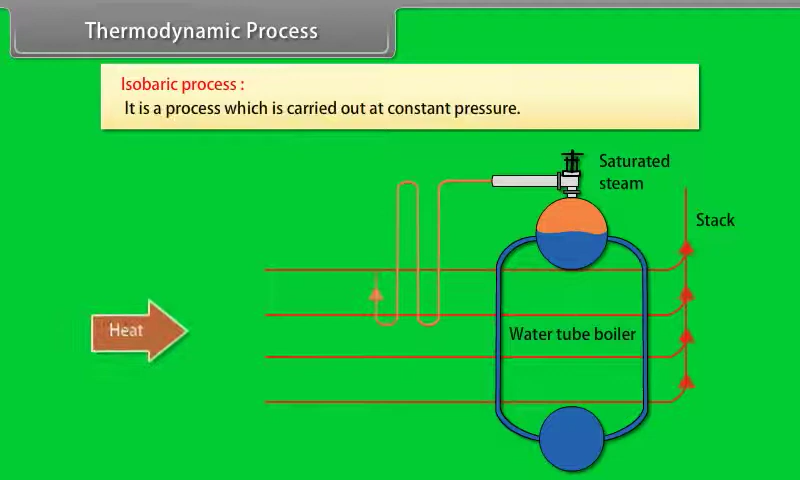 Thermodynamic Process
Isobaric process :
It is a process which is carried out at constant pressure.
Saturated
steam
Stack
Heat
Water tube boiler